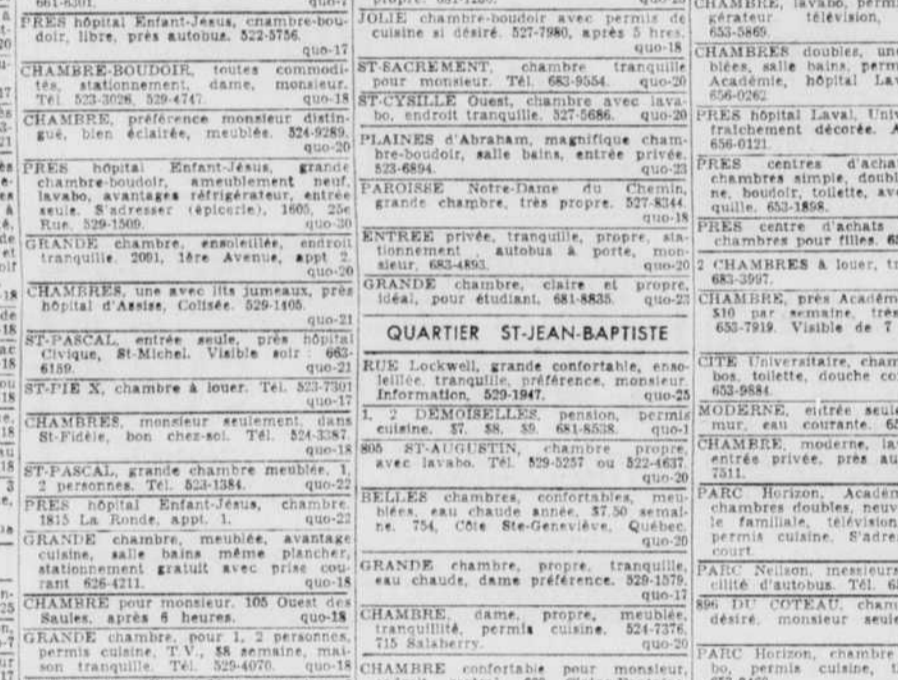 661-6301. quo-7
PRES hôpital Enfant-Jésus, chambre-bou-
doir, libre, près autobus. 522-5756.
quo-17
CHAMBRE-BOUDOIR, toutes commodi-
tés, stationnement, dame, monsieur.
Tél. 523-3028, 529-4747. quo-18
CHAMBRE, préférence monsieur distin-
gué, bien éclairée, meublée. 524-9289.
quo-20
PRES hôpital Enfant-Jésus, grande
chambre-boudoir, ameublement neuf,
lavabo, avantages réfrigérateur, entrée
seule. S'adresser (épicerie), 1605, 25e
Rue. 529-1509. quo-30
GRANDE chambre, ensoleillée, endroit
tranquille. 2091, 1ère Avenue, appt 2.
quo-20
CHAMBRES, une avec lits jumeaux, près
hôpital d'Assise, Colisée. 529-1405.
quo-21
ST-PASCAL, entrée seule, près hôpital
Civique, St-Michel. Visible soir : 663-
6159. quo-21
ST-PIE X, chambre à louer. Tél. 523-7301
quo-17
CHAMBRES, monsieur seulement, dans
St-Fidèle, bon chez-soi. Tél. 524-3387.
quo-18
ST-PASCAL, grande chambre meublée, 1,
2 personnes. Tél. 523-1384. quo-22
PRES hôpital Enfant-Jésus, chambre.
1815 La Ronde, appt. 1. quo-22
GRANDE chambre, meublée, avantage
cuisine, salle bains même plancher,
stationnement gratuit avec prise cou-
rant 626-4211. quo-18
CHAMBRE pour monsieur. 105 Ouest des
Saules, après 6 heures. quo-18
GRANDE chambre, pour 1, 2 personnes,
permis cuisine, T.V., $8 semaine, mai-
son tranquille. Tél. 529-4070. quo-18
JOLIE chambre-boudoir avec permis de
cuisine si désiré. 527-7980, après 5 hres.
quo-18
ST-SACREMENT, chambre tranquille
pour monsieur. Tél. 683-9554. quo-20
ST-CYSILLE Ouest, chambre avec lava-
bo, endroit tranquille. 527-5686. quo-20
PLAINES d'Abraham, magnifique cham-
bre-boudoir, salle bains, entrée privée.
523-6894. quo-23
PAROISSE Notre-Dame du Chemin,
grande chambre, très propre. 527-8344.
quo-18
ENTREE privée, tranquille, propre, sta-
tionnement, autobus à porte, mon-
sieur, 683-4893. quo-20
GRANDE chambre, claire et propre,
idéal, pour étudiant. 681-8835. quo-23
QUARTIER ST-JEAN-BAPTISTE
RUE Lockwell, grande confortable, enso-
leillée, tranquille, préférence, monsieur.
Information, 529-1947. quo-25
1, 2 DEMOISELLES, pension, permis
cuisine, $7, $8, $9. 681-8538. quo-1
805 ST-AUGUSTIN, chambre propre,
avec lavabo. Tél. 529-5257 ou 522-4637.
quo-20
BELLES chambres, confortables, meu-
blées, eau chaude année, $7.50 semai-
ne. 754, Côte Ste-Geneviève, Québec.
quo-20
GRANDE chambre, propre, tranquille,
eau chaude, dame préférence. 529-1579.
quo-17
CHAMBRE, dame, propre, meublée,
tranquillité, permis cuisine. 524-7376,
715 Salaberry. quo-20
CHAMBRE confortable pour monsieur,
CHAMBRE, lavabo, perm
gérateur télévision,
653-5869.
CHAMBRES doubles, une
blées, salle bains, perm
Académie, hôpital Lav
656-0262
PRES hôpital Laval, Univ
fraîchement décorée. A
656-0121.
PRES centres d'achat
chambres simple, doubl
ne, boudoir, toilette, ave
quille. 653-1898.
PRES centre d'achats
chambres pour filles. 65
2 CHAMBRES à louer, tr
683-3997.
CHAMBRE, près Académ
$10 par semaine, très
653-7919. Visible de 7
CITE Universitaire, cham
bos, toilette, douche co
653-9884.
MODERNE, entrée seule
mur, eau courante. 65
CHAMBRE, moderne, la
entrée privée, près au
7511.
PARC Horizon, Académ
chambres doubles, neuv
le familiale, télévision
permis cuisine. S'adre
court.
PARC Neilson, messieurs
cilité d'autobus. Tél. 65
896 DU COTEAU, cham
désiré, monsieur seule
PARC Horizon, chambre
bo, permis cuisine, t